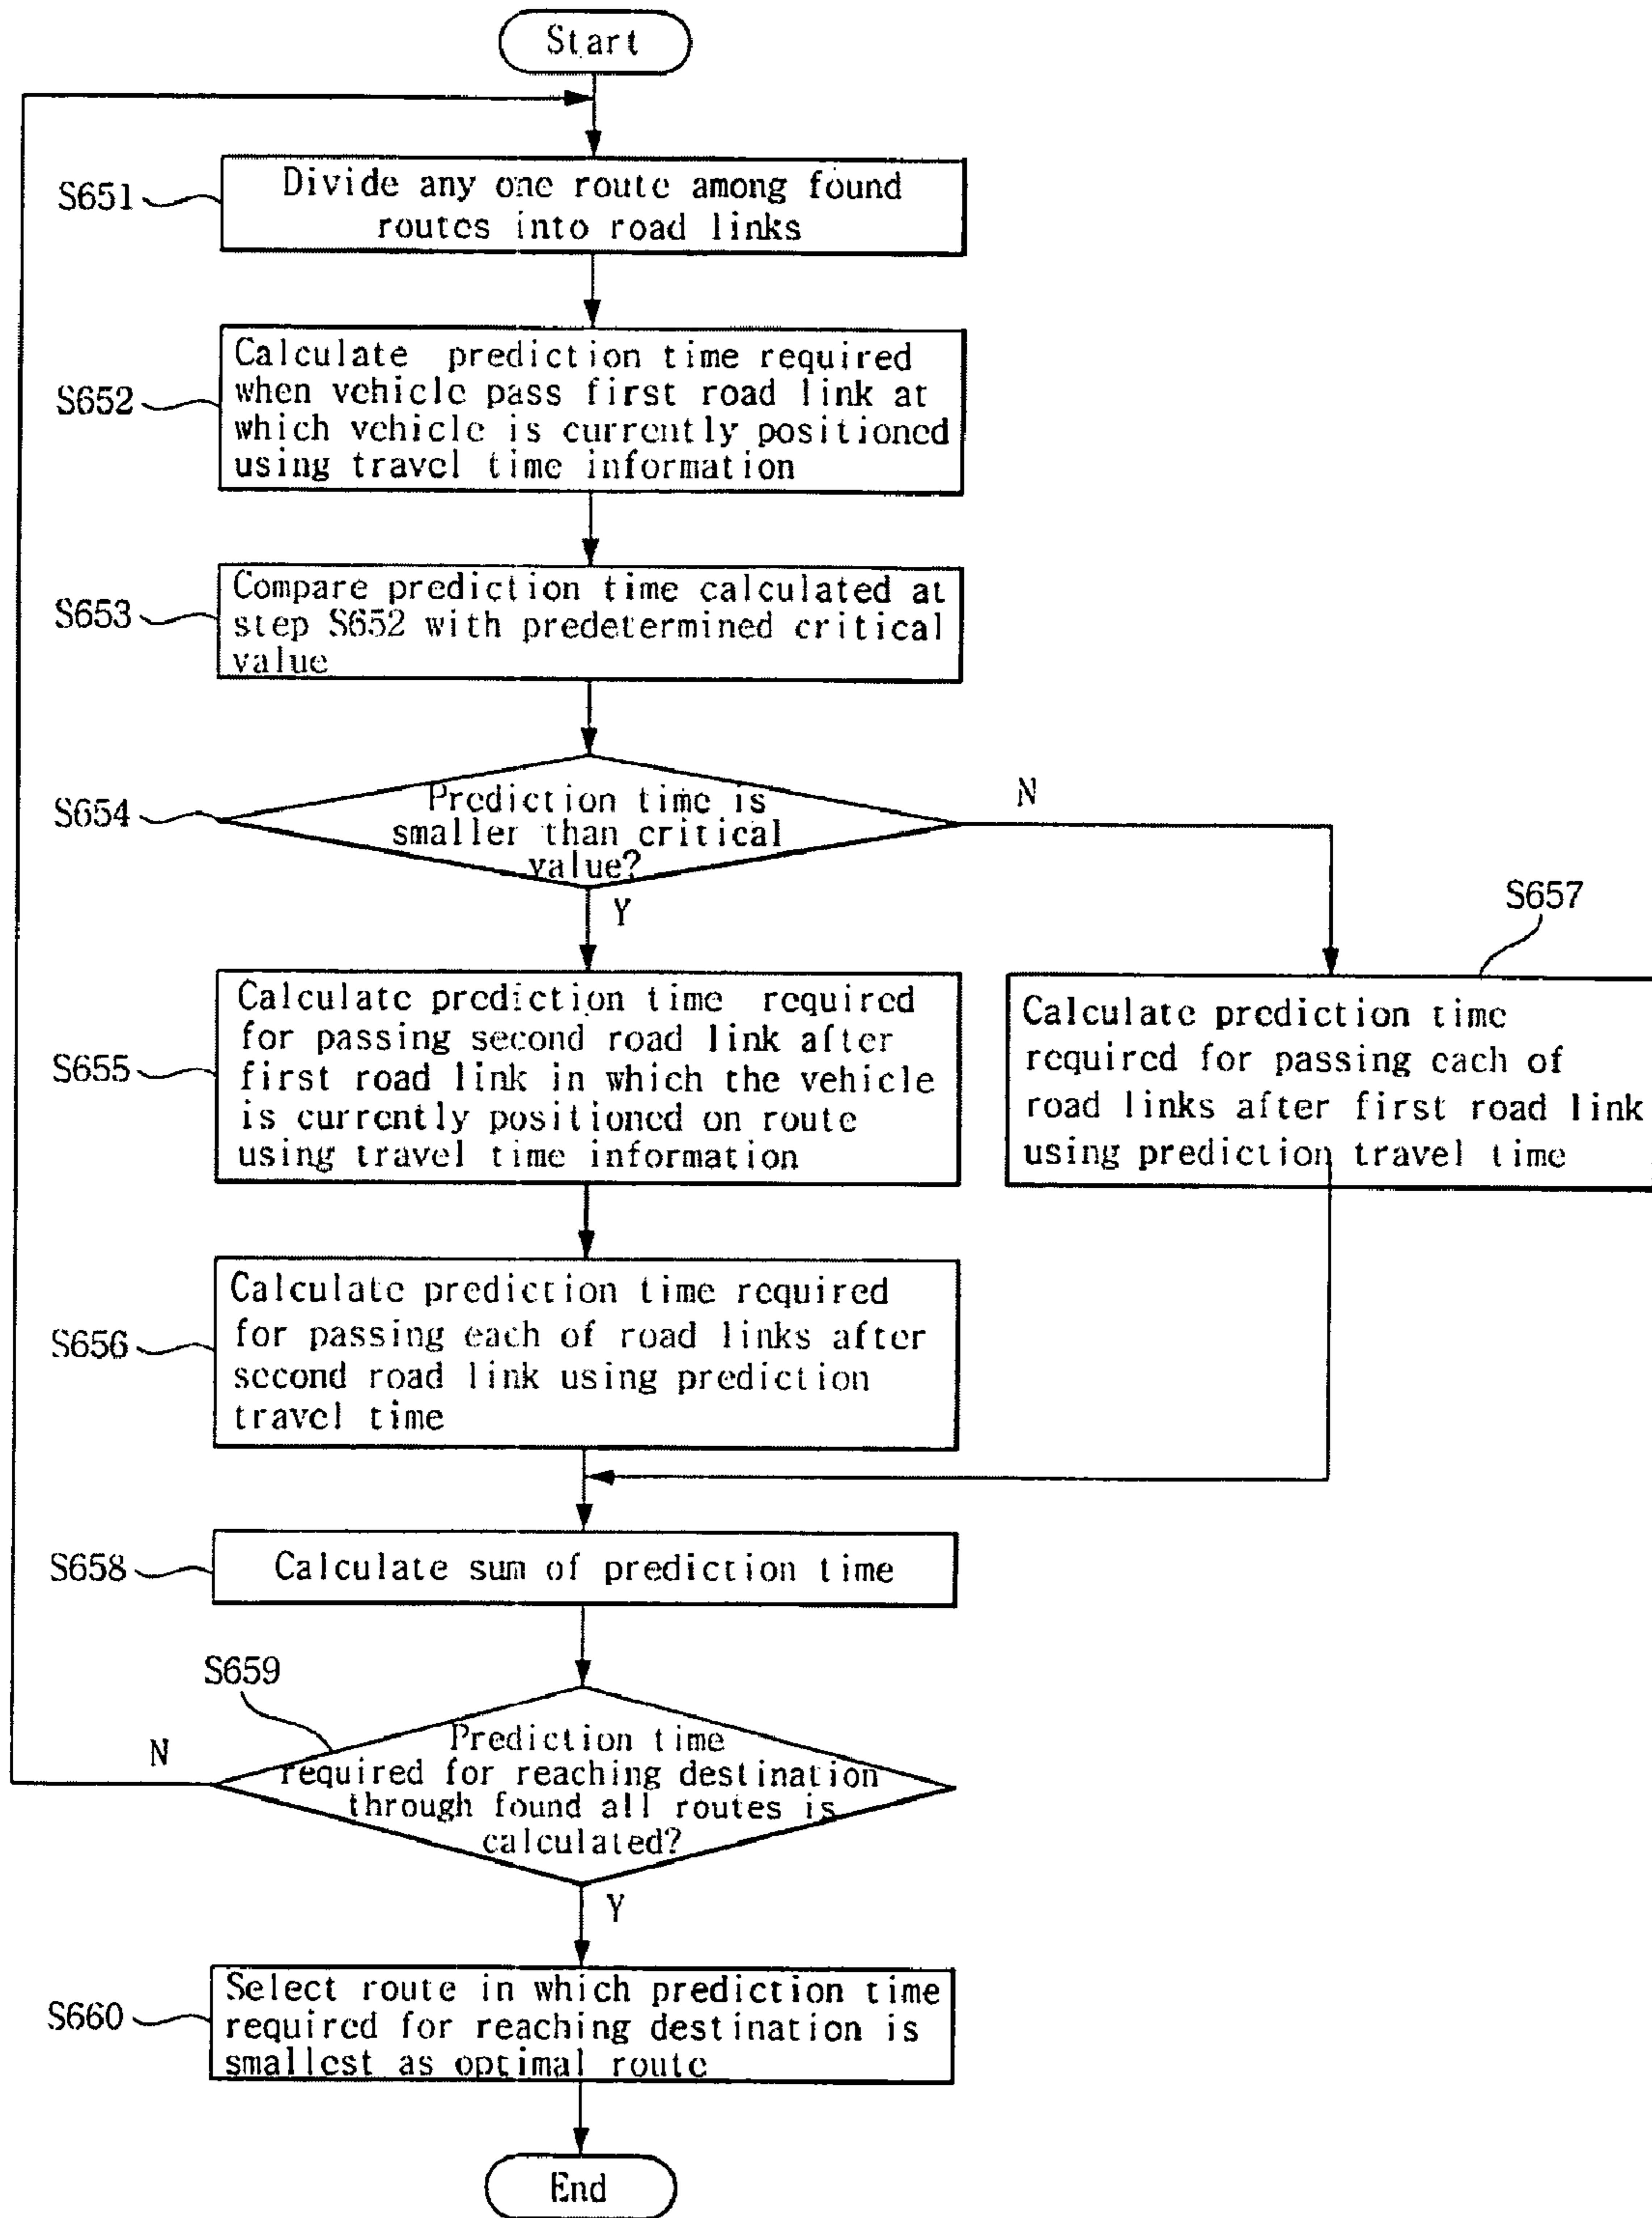 Start
S651
Divide any one route among found
routes into road links
S652
Calculate prediction time required
when vehicle pass first road link at
which vehicle is currently positioned
using travel time information
S653
Compare prediction time calculated at
step S652 with predetermined critical
value
S654
Prediction time is
smaller than critical
value?
N
Y
S655
Calculate prediction time required
for passing second road link after
first road link in which the vehicle
is currently positioned on route
using travel time information
S657
Calculate prediction time
required for passing each of
road links after first road link
using prediction travel time
S656
Calculate prediction time required
for passing each of road links after
second road link using prediction
travel time
S658
Calculate sum of prediction time
S659
Prediction time
required for reaching destination
through found all routes is
calculated?
N
Y
S660
Select route in which prediction time
required for reaching destination is
smallest as optimal route
End